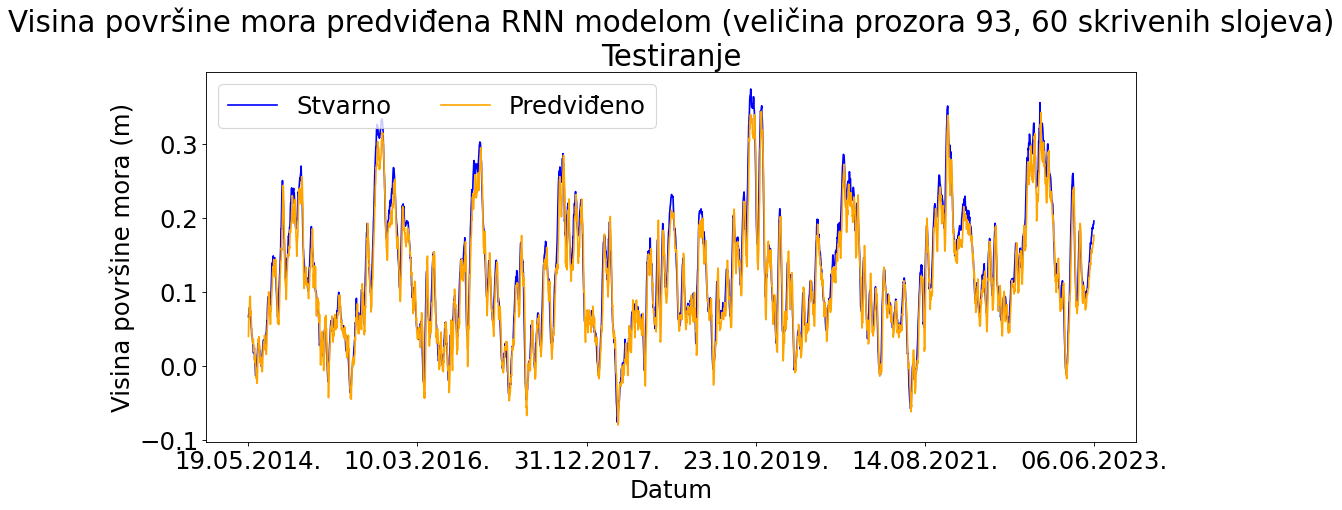 Visina površine mora predviđena RNN modelom (veličina prozora 93, 60 skrivenih slojeva)
Testiranje
Stvarno
Predviđeno
Visina površine mora (m)
0.3
0.2
0.1
0.0
−0.1
19.05.2014.
10.03.2016.
31.12.2017.
23.10.2019.
14.08.2021.
06.06.2023.
Datum